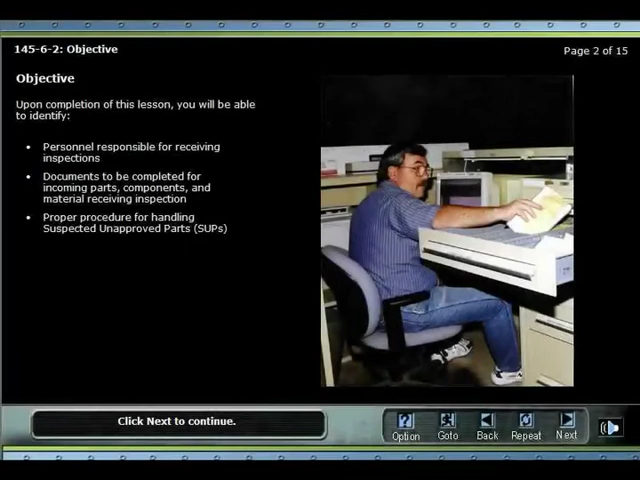 145-6-2: Objective
Page 2 of 15
Objective
Upon completion of this lesson, you will be able
to identify:
• Personnel responsible for receiving
inspections
• Documents to be completed for
incoming parts, components, and
material receiving inspection
• Proper procedure for handling
Suspected Unapproved Parts (SUPs)
Click Next to continue.
Option
Goto
Back
Repeat
Next